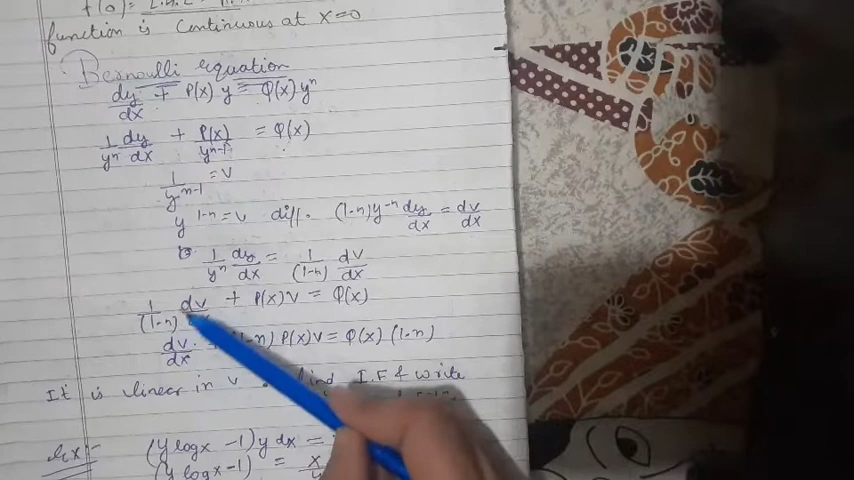 f(0) =
function is continuous at x=0
Bernoulli equation
dy/dx + P(x) y = Q(x) y^n
1/y^n dy/dx + P(x)/y^n-1 = Q(x)
1/y^n-1 = v
y^1-n = v diff. (1-n) y^-n dy/dx = dv/dx
1/y^n dy/dx = 1/(1-n) dv/dx
1/(1-n) dv + P(x) v = Q(x)
dv/dx + (1-n) P(x) v = Q(x) (1-n)
It is linear in v find I.F & write
Ex:- (y log x -1) y dx =
(y log x -1) = x